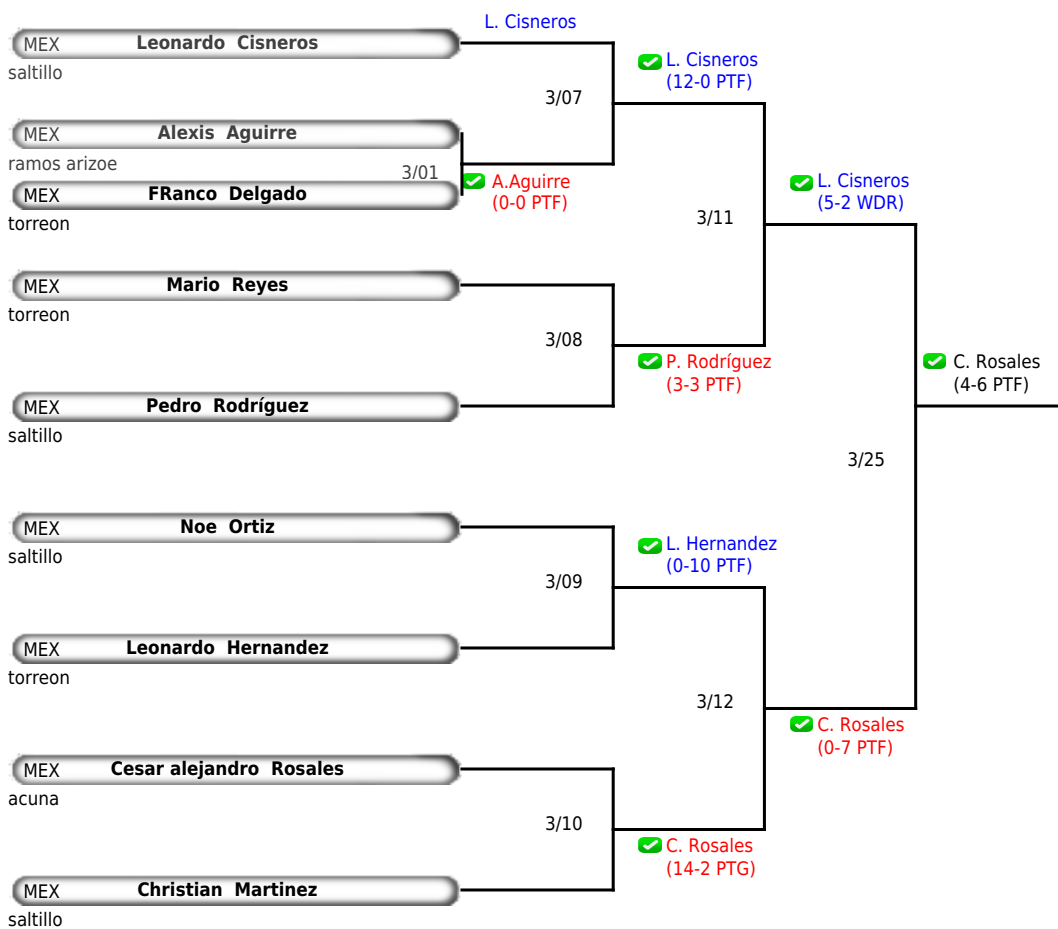 L. Cisneros
MEX Leonardo Cisneros
saltillo
L. Cisneros
(12-0 PTF)
3/07
MEX Alexis Aguirre
ramos arizoe
3/01
A.Aguirre
(0-0 PTF)
MEX FRanco Delgado
torreon
L. Cisneros
(5-2 WDR)
3/11
MEX Mario Reyes
torreon
3/08
P. Rodríguez
(3-3 PTF)
C. Rosales
(4-6 PTF)
MEX Pedro Rodríguez
saltillo
3/25
MEX Noe Ortiz
saltillo
L. Hernandez
(0-10 PTF)
3/09
MEX Leonardo Hernandez
torreon
3/12
C. Rosales
(0-7 PTF)
MEX Cesar alejandro Rosales
acuna
3/10
C. Rosales
(14-2 PTG)
MEX Christian Martinez
saltillo